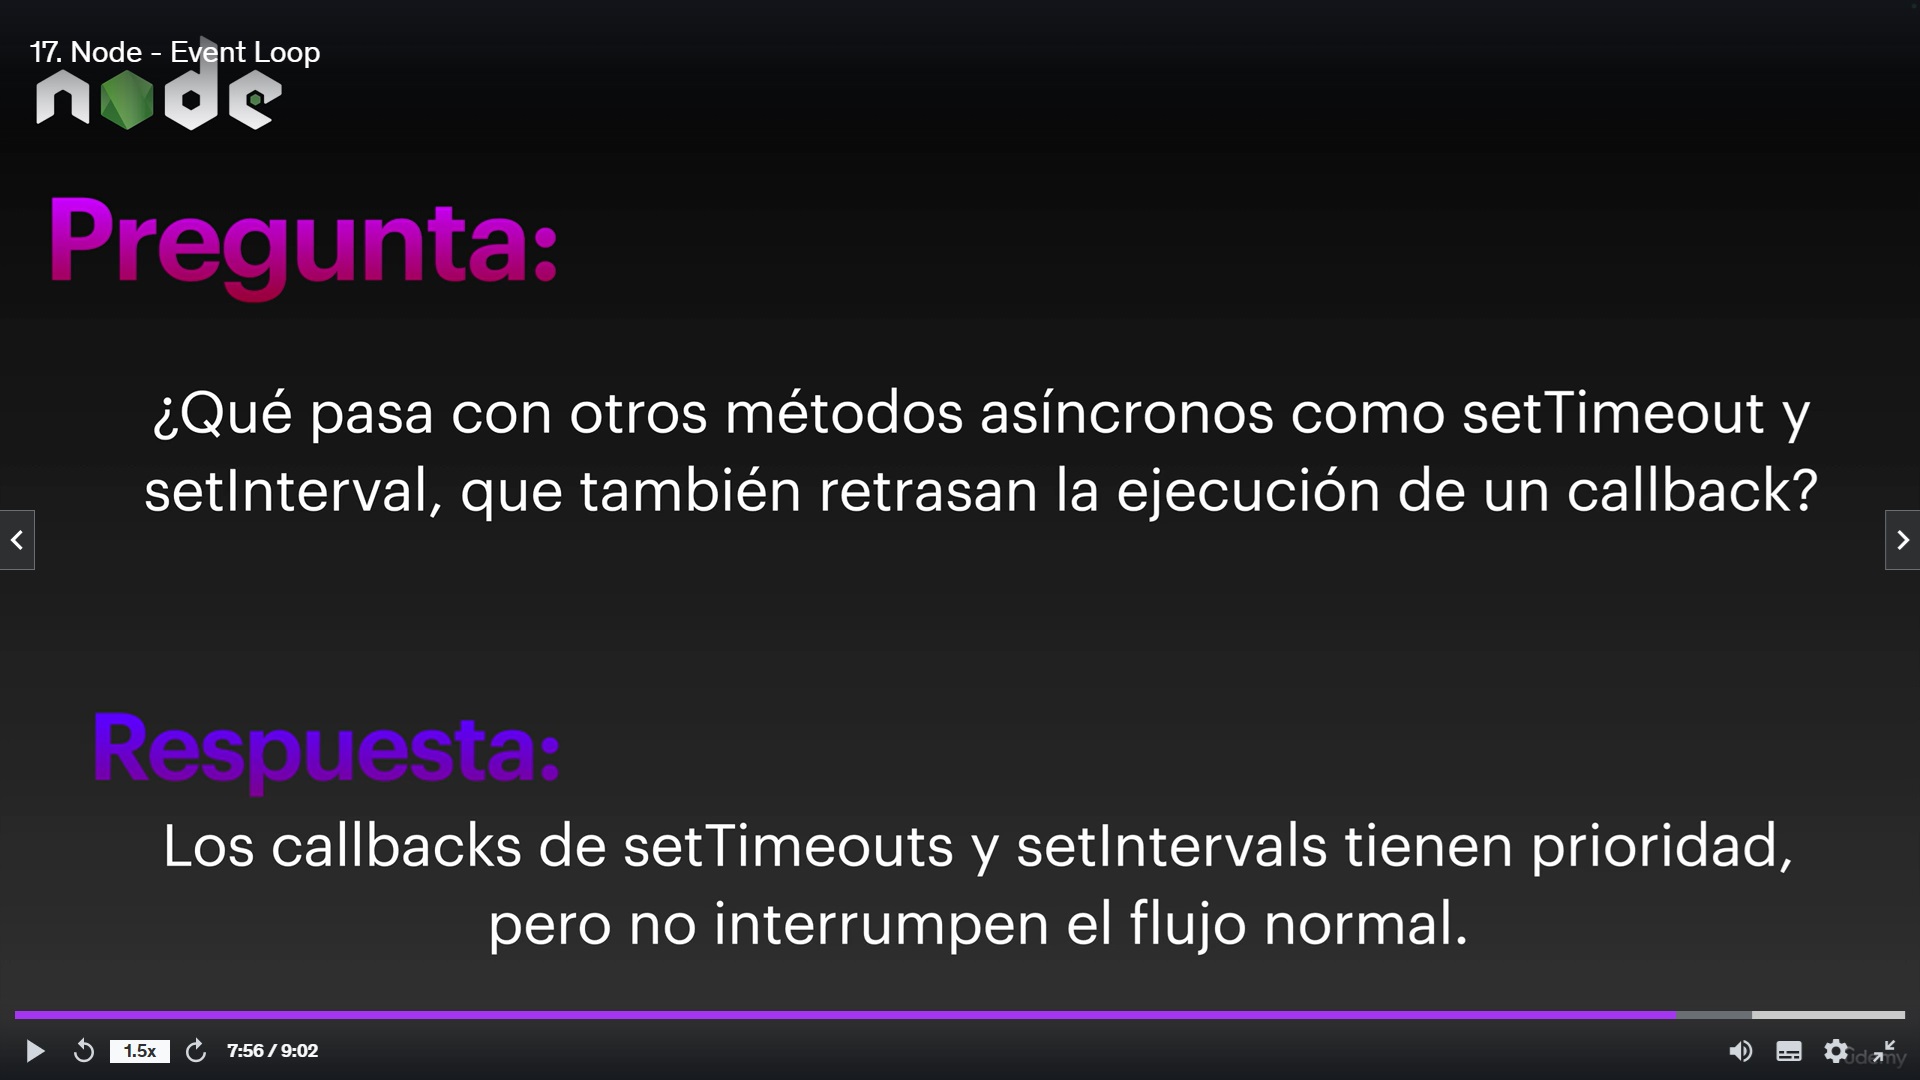 17. Node - Event Loop
node
Pregunta:
¿Qué pasa con otros métodos asíncronos como setTimeout y
setInterval, que también retrasan la ejecución de un callback?
Respuesta:
Los callbacks de setTimeouts y setIntervals tienen prioridad,
pero no interrumpen el flujo normal.
1.5x
7:56 / 9:02
udemy